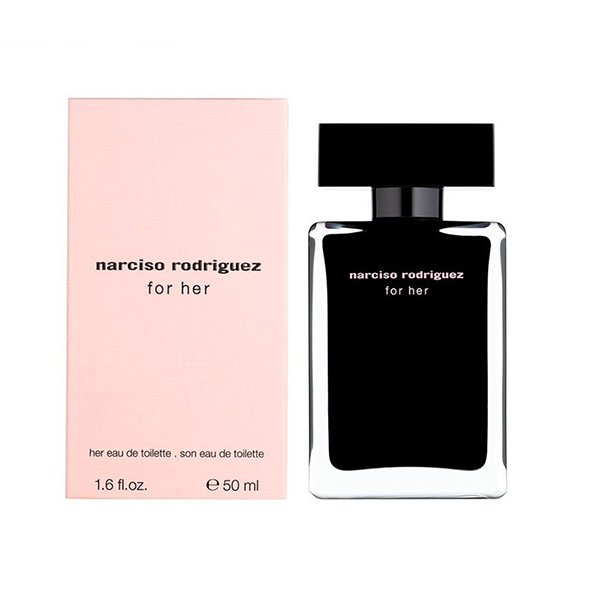 narciso rodriguez
for her
her eau de toilette . son eau de toilette
1.6 fl.oz. ℮ 50 ml
narciso rodriguez
for her